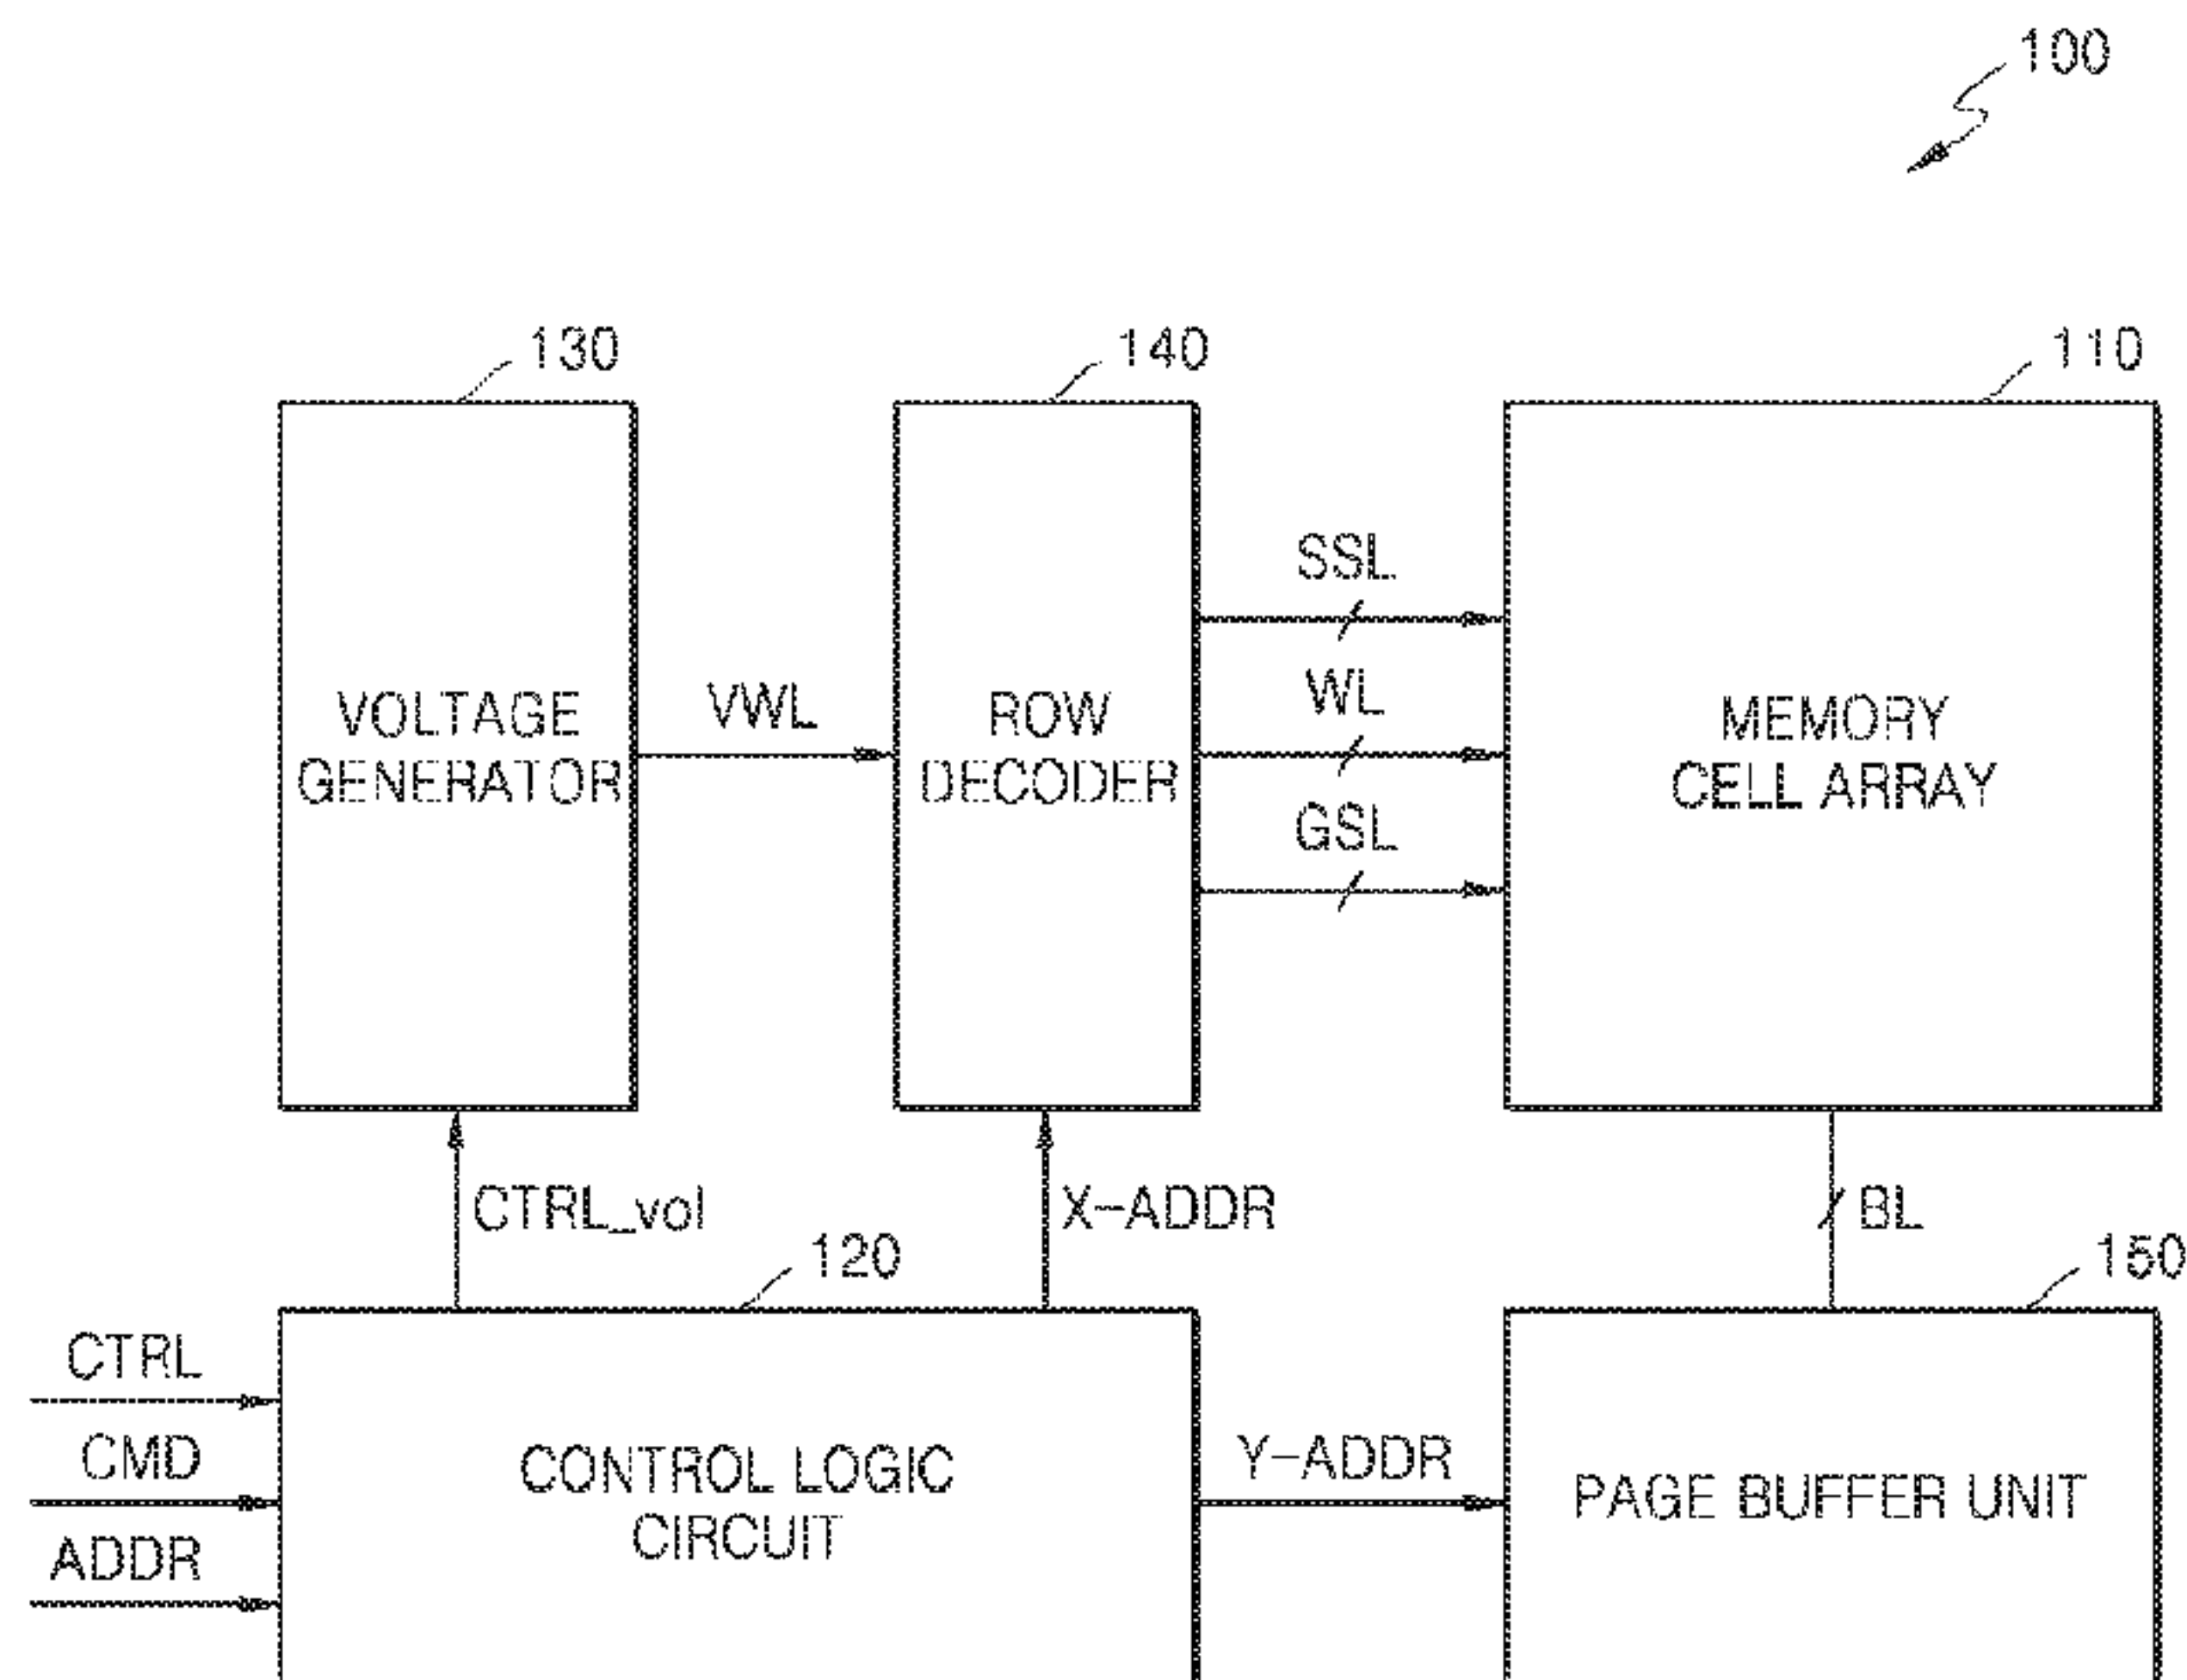 100
130
140
110
SSL
VOLTAGE
GENERATOR
VWL
ROW
DECODER
WL
MEMORY
CELL ARRAY
GSL
CTRL_vol
X-ADDR
BL
120
150
CTRL
CMD
ADDR
CONTROL LOGIC
CIRCUIT
Y-ADDR
PAGE BUFFER UNIT